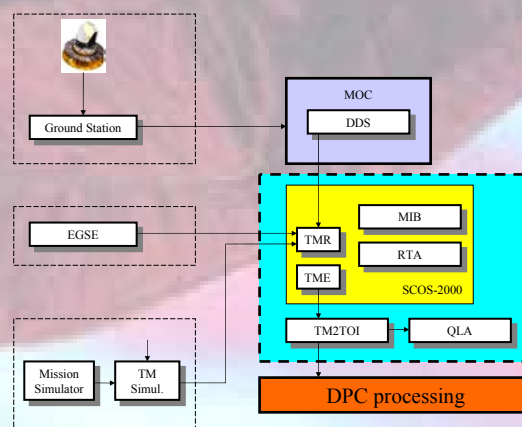 MOC
Ground Station
DDS
EGSE
TMR
MIB
RTA
TME
SCOS-2000
TM2TOI
QLA
Mission
Simulator
TM
Simul.
DPC processing